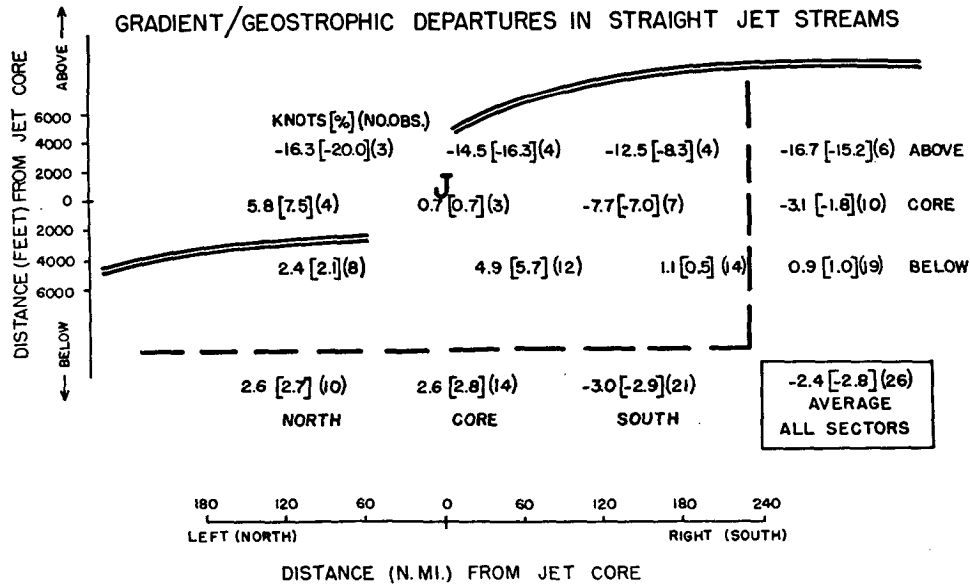 GRADIENT/GEOSTROPHIC DEPARTURES IN STRAIGHT JET STREAMS
DISTANCE (FEET) FROM JET CORE
ABOVE
BELOW
6000
4000
2000
0
2000
4000
6000
KNOTS [%] (NO.OBS.)
-16.3 [-20.0](3) -14.5 [-16.3](4) -12.5 [-8.3](4) -16.7 [-15.2](6) ABOVE
J
5.8 [7.5](4) 0.7 [0.7](3) -7.7[-7.0](7) -3.1 [-1.8](10) CORE
2.4 [2.1](8) 4.9 [5.7](12) 1.1 [0.5](14) 0.9 [1.0](19) BELOW
2.6 [2.7](10) 2.6 [2.8](14) -3.0[-2.9](21) -2.4 [-2.8](26)
NORTH CORE SOUTH AVERAGE
ALL SECTORS
180 120 60 0 60 120 180 240
LEFT (NORTH) RIGHT (SOUTH)
DISTANCE (N.MI.) FROM JET CORE